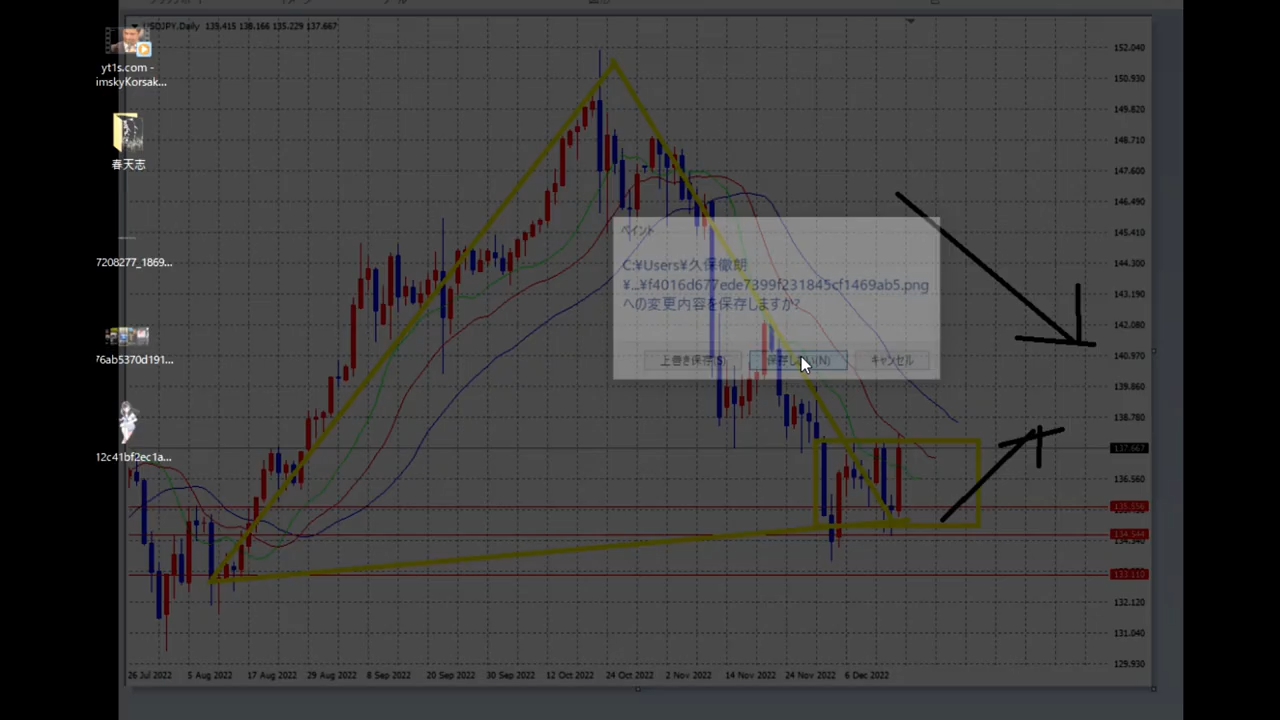 USDJPY.Daily 139.415 138.166 135.229 137.667
yt1s.com -
imskyKorsak...
春天志
7208277_1869...
76ab5370d191...
12c41bf2ec1a...
ペイント
C:¥Users¥久保徹明
¥...¥f4016d677ede7399f231845cf1469ab5.png
への変更内容を保存しますか?
上書き保存(S)
保存しない(N)
キャンセル
152.040
150.930
149.820
148.710
147.600
146.490
145.410
144.300
143.190
142.080
140.970
139.860
138.760
137.667
136.560
135.556
134.544
134.340
133.010
132.120
131.040
129.930
26 Jul 2022
5 Aug 2022
17 Aug 2022
29 Aug 2022
8 Sep 2022
20 Sep 2022
30 Sep 2022
12 Oct 2022
24 Oct 2022
2 Nov 2022
14 Nov 2022
24 Nov 2022
6 Dec 2022